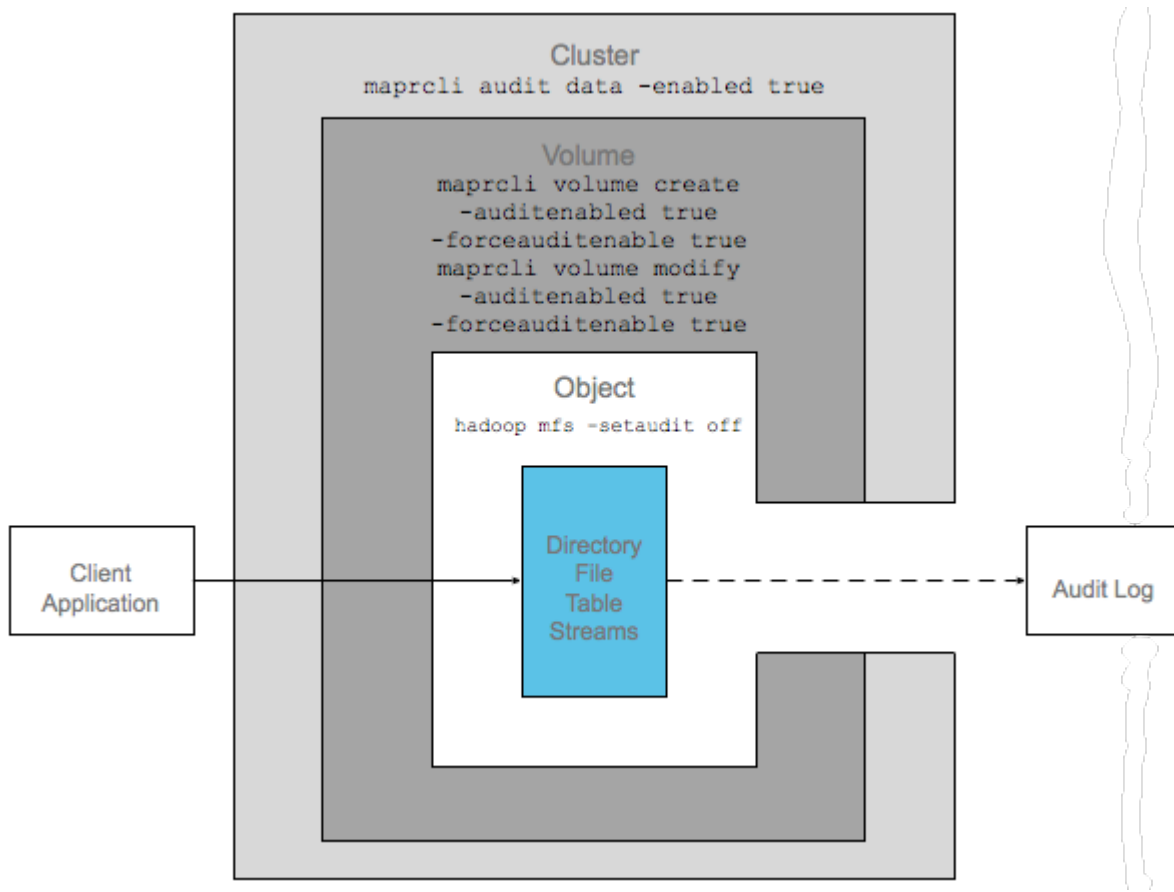 Cluster
maprcli audit data -enabled true
Volume
maprcli volume create
-auditenabled true
-forceauditenable true
maprcli volume modify
-auditenabled true
-forceauditenable true
Object
hadoop mfs -setaudit off
Client
Application
Directory
File
Table
Streams
Audit Log